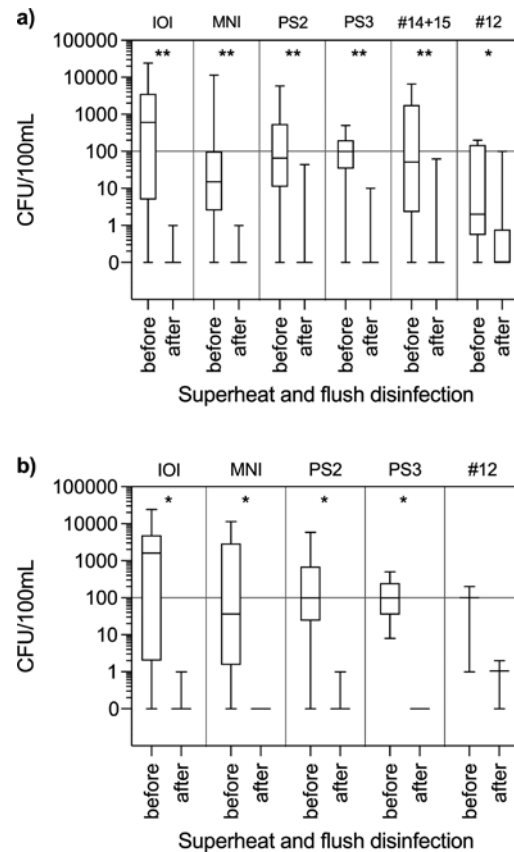 a)
IOI MNI PS2 PS3 #14+15 #12
** ** ** ** ** *
CFU/100mL
100000
10000
1000
100
10
1
0
before after before after before after before after before after before after
Superheat and flush disinfection
b)
IOI MNI PS2 PS3 #12
* * * *
CFU/100mL
100000
10000
1000
100
10
1
0
before after before after before after before after before after
Superheat and flush disinfection